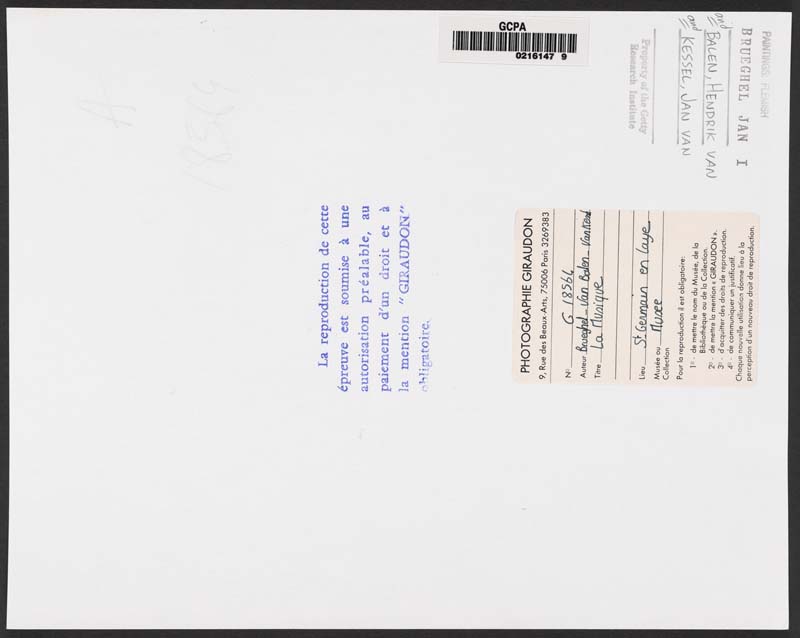 GCPA
0216147 9
PAINTINGS FLEMISH
BRUEGHEL JAN I
and BALEN, HENDRIK VAN
and KESSEL, JAN VAN
Property of the Getty
Research Institute
A
La reproduction de cette
épreuve est soumise à une
autorisation préalable, au
paiement d'un droit et à
la mention "GIRAUDON"
obligatoire.
PHOTOGRAPHIE GIRAUDON
9, Rue des Beaux Arts, 75006 Paris 3269383
N° G 18564
Auteur Brueghel - Van Balen - Van Kessel
Titre La Musique
Lieu St Germain en Laye
Musée ou Musee
Collection
Pour la reproduction il est obligatoire:
1° - de mettre le nom du Musée, de la
Bibliothèque ou de la Collection.
2° - de mettre la mention « GIRAUDON ».
3° - d'acquitter des droits de reproduction.
4° - de communiquer un justificatif.
Chaque nouvelle utilisation donne lieu à la
perception d'un nouveau droit de reproduction.